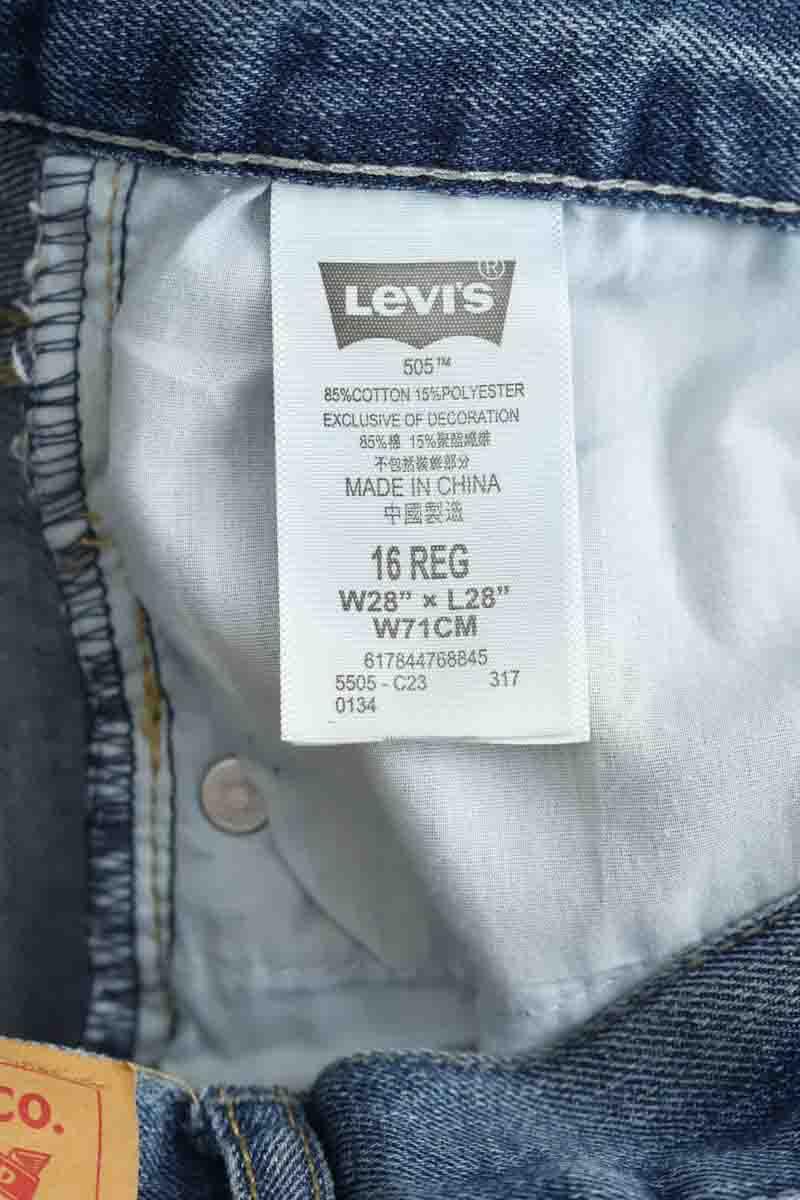 LEVI'S®
505™
85%COTTON 15%POLYESTER
EXCLUSIVE OF DECORATION
85%棉 15%聚酯纖維
不包括裝飾部分
MADE IN CHINA
中國製造
16 REG
W28” × L28”
W71CM
617844768845
5505 - C23 317
0134
CO.